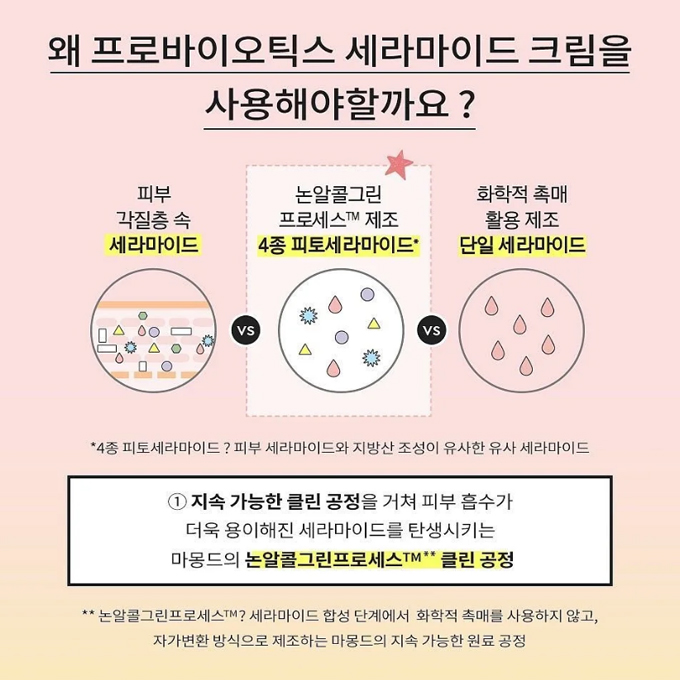 왜 프로바이오틱스 세라마이드 크림을
사용해야할까요 ?
피부
각질층 속
세라마이드
논알콜그린
프로세스™ 제조
4종 피토세라마이드*
화학적 촉매
활용 제조
단일 세라마이드
VS
VS
*4종 피토세라마이드 ? 피부 세라마이드와 지방산 조성이 유사한 유사 세라마이드
① 지속 가능한 클린 공정을 거쳐 피부 흡수가
더욱 용이해진 세라마이드를 탄생시키는
마몽드의 논알콜그린프로세스™** 클린 공정
** 논알콜그린프로세스™? 세라마이드 합성 단계에서 화학적 촉매를 사용하지 않고,
자가변환 방식으로 제조하는 마몽드의 지속 가능한 원료 공정